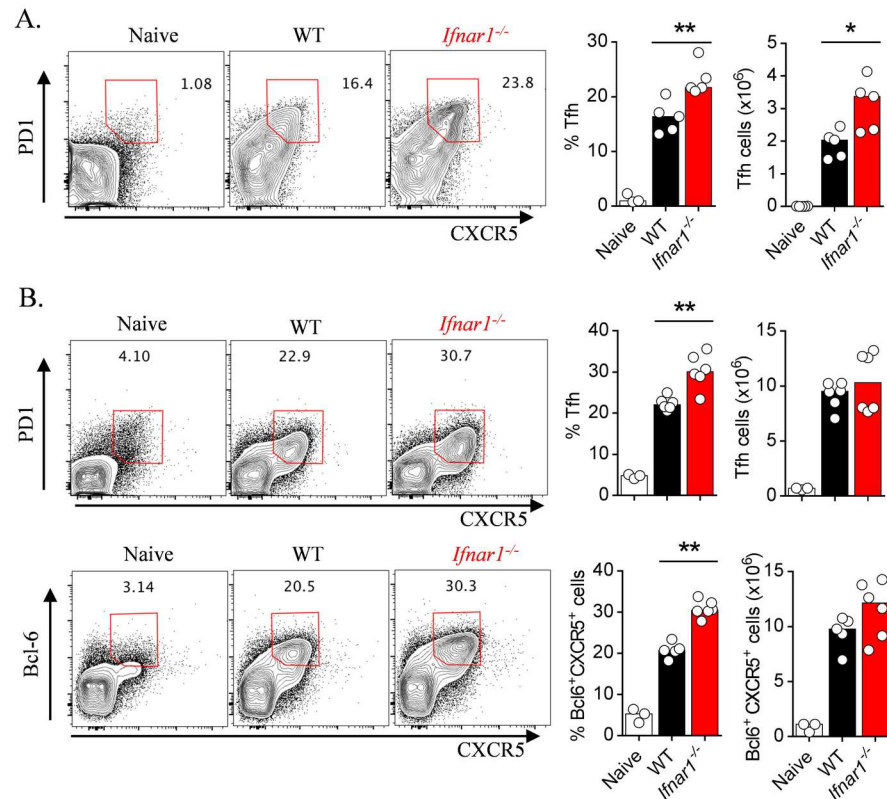 A.
Naive WT Ifnar1-/-
PD1
1.08 16.4 23.8
CXCR5
% Tfh
30
20
10
0
**
Naive WT Ifnar1-/-
Tfh cells (x10⁶)
6
5
4
3
2
1
0
*
Naive WT Ifnar1-/-
B.
Naive WT Ifnar1-/-
PD1
4.10 22.9 30.7
CXCR5
% Tfh
40
30
20
10
0
**
Naive WT Ifnar1-/-
Tfh cells (x10⁶)
15
10
5
0
Naive WT Ifnar1-/-
Naive WT Ifnar1-/-
Bcl-6
3.14 20.5 30.3
CXCR5
% Bcl6⁺CXCR5⁺ cells
40
30
20
10
0
**
Naive WT Ifnar1-/-
Bcl6⁺ CXCR5⁺ cells (x10⁶)
15
10
5
0
Naive WT Ifnar1-/-